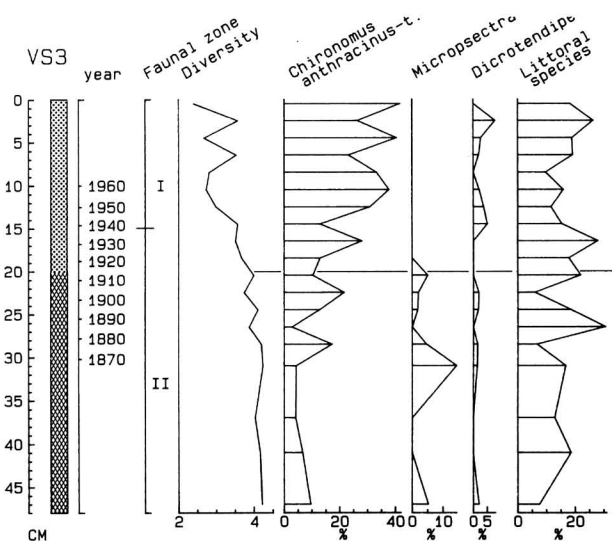 VS3
year
Faunal zone
Diversity
Chironomus
anthracinus-t.
Littoral
species
0
5
10
15
20
25
30
35
40
45
CM
1960
1950
1940
1930
1920
1910
1900
1890
1880
1870
I
II
2 4
0 20 40
%
0 10
%
0 5
%
0 20
%